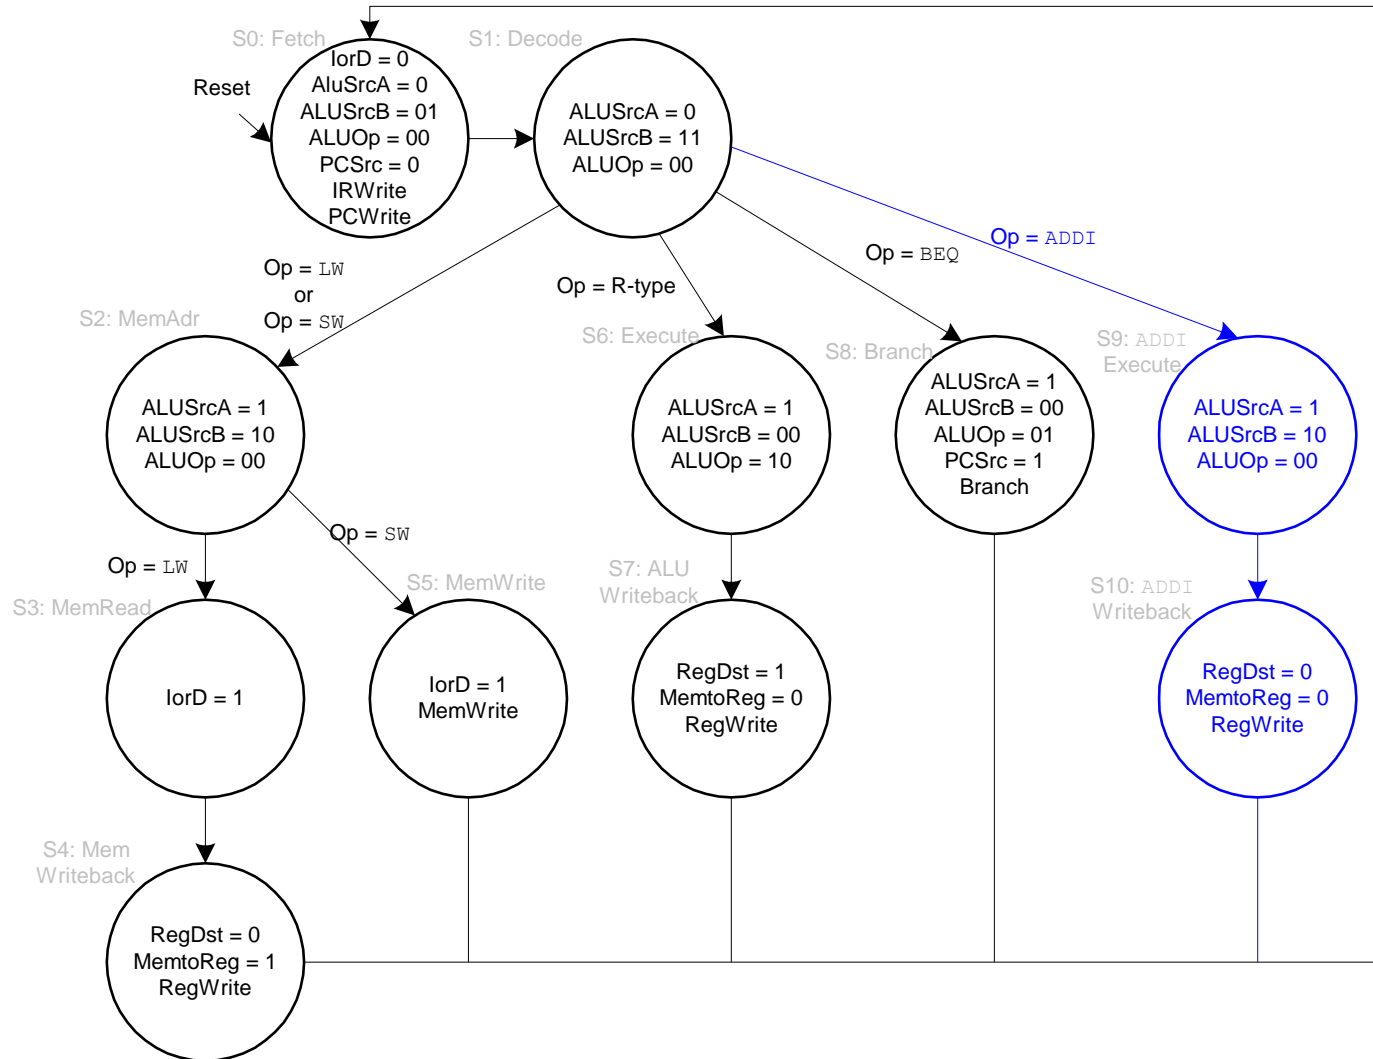 S0: Fetch
S1: Decode
Reset
IorD = 0
AluSrcA = 0
ALUSrcB = 01
ALUOp = 00
PCSrc = 0
IRWrite
PCWrite
ALUSrcA = 0
ALUSrcB = 11
ALUOp = 00
Op = LW
or
Op = SW
Op = R-type
Op = BEQ
Op = ADDI
S2: MemAdr
ALUSrcA = 1
ALUSrcB = 10
ALUOp = 00
S6: Execute
ALUSrcA = 1
ALUSrcB = 00
ALUOp = 10
S8: Branch
ALUSrcA = 1
ALUSrcB = 00
ALUOp = 01
PCSrc = 1
Branch
S9: ADDI
Execute
ALUSrcA = 1
ALUSrcB = 10
ALUOp = 00
Op = LW
Op = SW
S3: MemRead
IorD = 1
S5: MemWrite
IorD = 1
MemWrite
S7: ALU
Writeback
RegDst = 1
MemtoReg = 0
RegWrite
S10: ADDI
Writeback
RegDst = 0
MemtoReg = 0
RegWrite
S4: Mem
Writeback
RegDst = 0
MemtoReg = 1
RegWrite